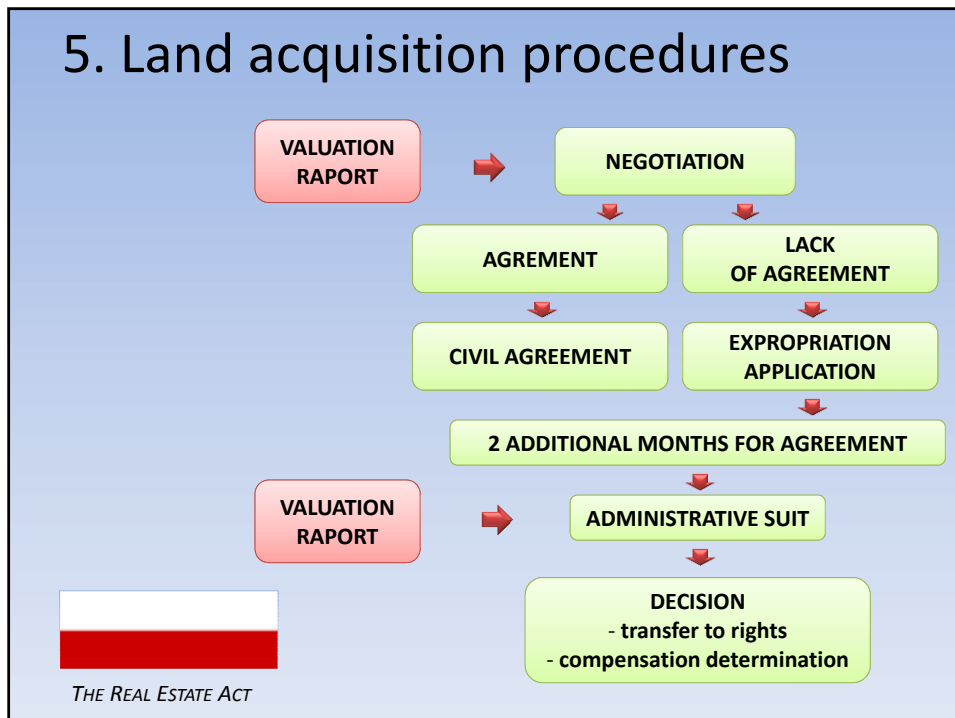 5. Land acquisition procedures
VALUATION
RAPORT
NEGOTIATION
AGREMENT
LACK
OF AGREEMENT
CIVIL AGREEMENT
EXPROPRIATION
APPLICATION
2 ADDITIONAL MONTHS FOR AGREEMENT
VALUATION
RAPORT
ADMINISTRATIVE SUIT
DECISION
- transfer to rights
- compensation determination
THE REAL ESTATE ACT